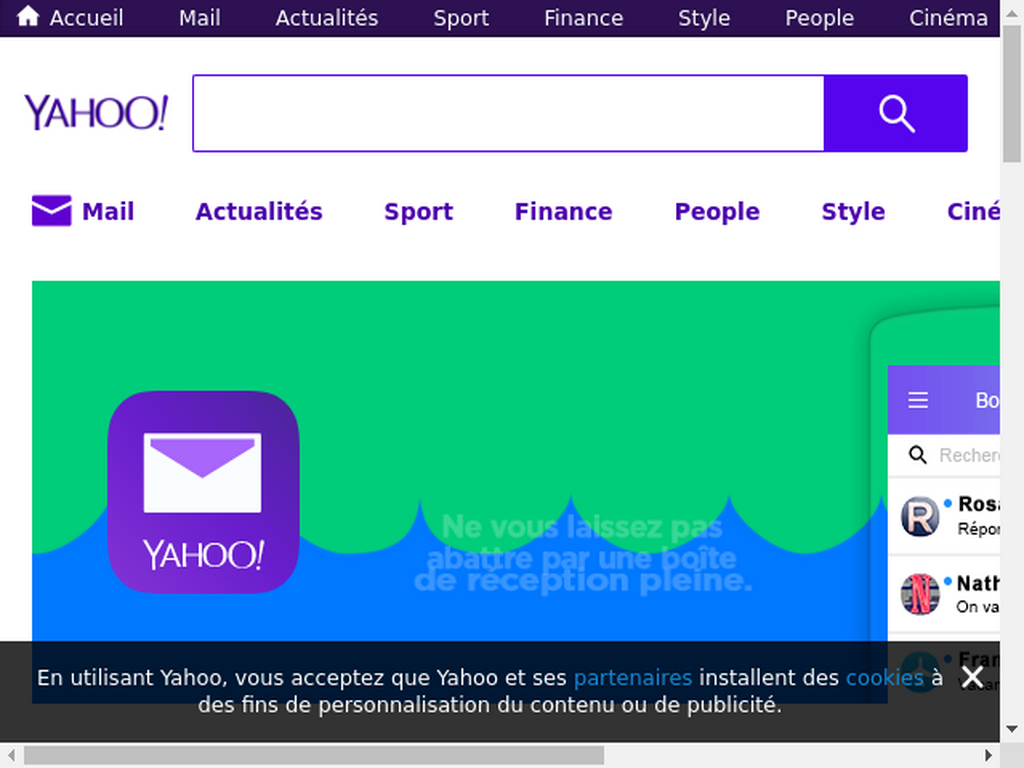 Accueil Mail Actualités Sport Finance Style People Cinéma
YAHOO!
Mail Actualités Sport Finance People Style Ciné
YAHOO!
Ne vous laissez pas
abattre par une boîte
de réception pleine.
Bo
Recher
Rosa
Répor
Nath
On va
Fran
En utilisant Yahoo, vous acceptez que Yahoo et ses partenaires installent des cookies à
des fins de personnalisation du contenu ou de publicité.